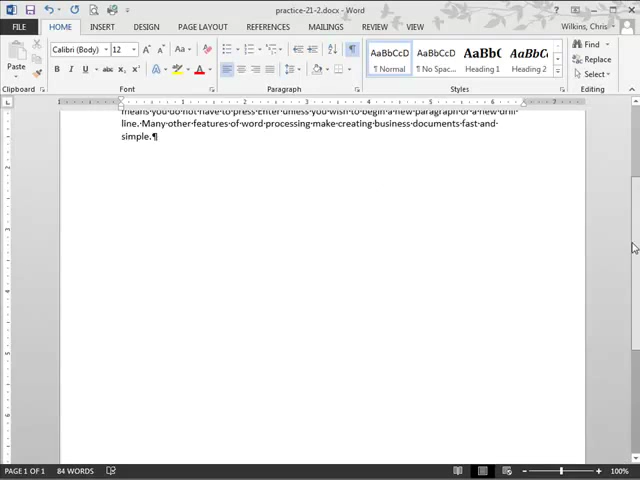 practice-21-2.docx - Word
FILE HOME INSERT DESIGN PAGE LAYOUT REFERENCES MAILINGS REVIEW VIEW CHRIS Wilkins, Chris
Paste Calibri (Body) 12 Aa AaBbCcD AaBbCcD AaBbC AaBbC Find
¶ Normal ¶ No Spac... Heading 1 Heading 2 Replace
Select
Clipboard Font Paragraph Styles Editing
means·you·do·not·have·to·press·Enter·unless·you·wish·to·begin·a·new·paragraph·or·a·new·drill·
line.··Many·other·features·of·word·processing·make·creating·business·documents·fast·and·
simple.¶
PAGE 1 OF 1 84 WORDS 100%